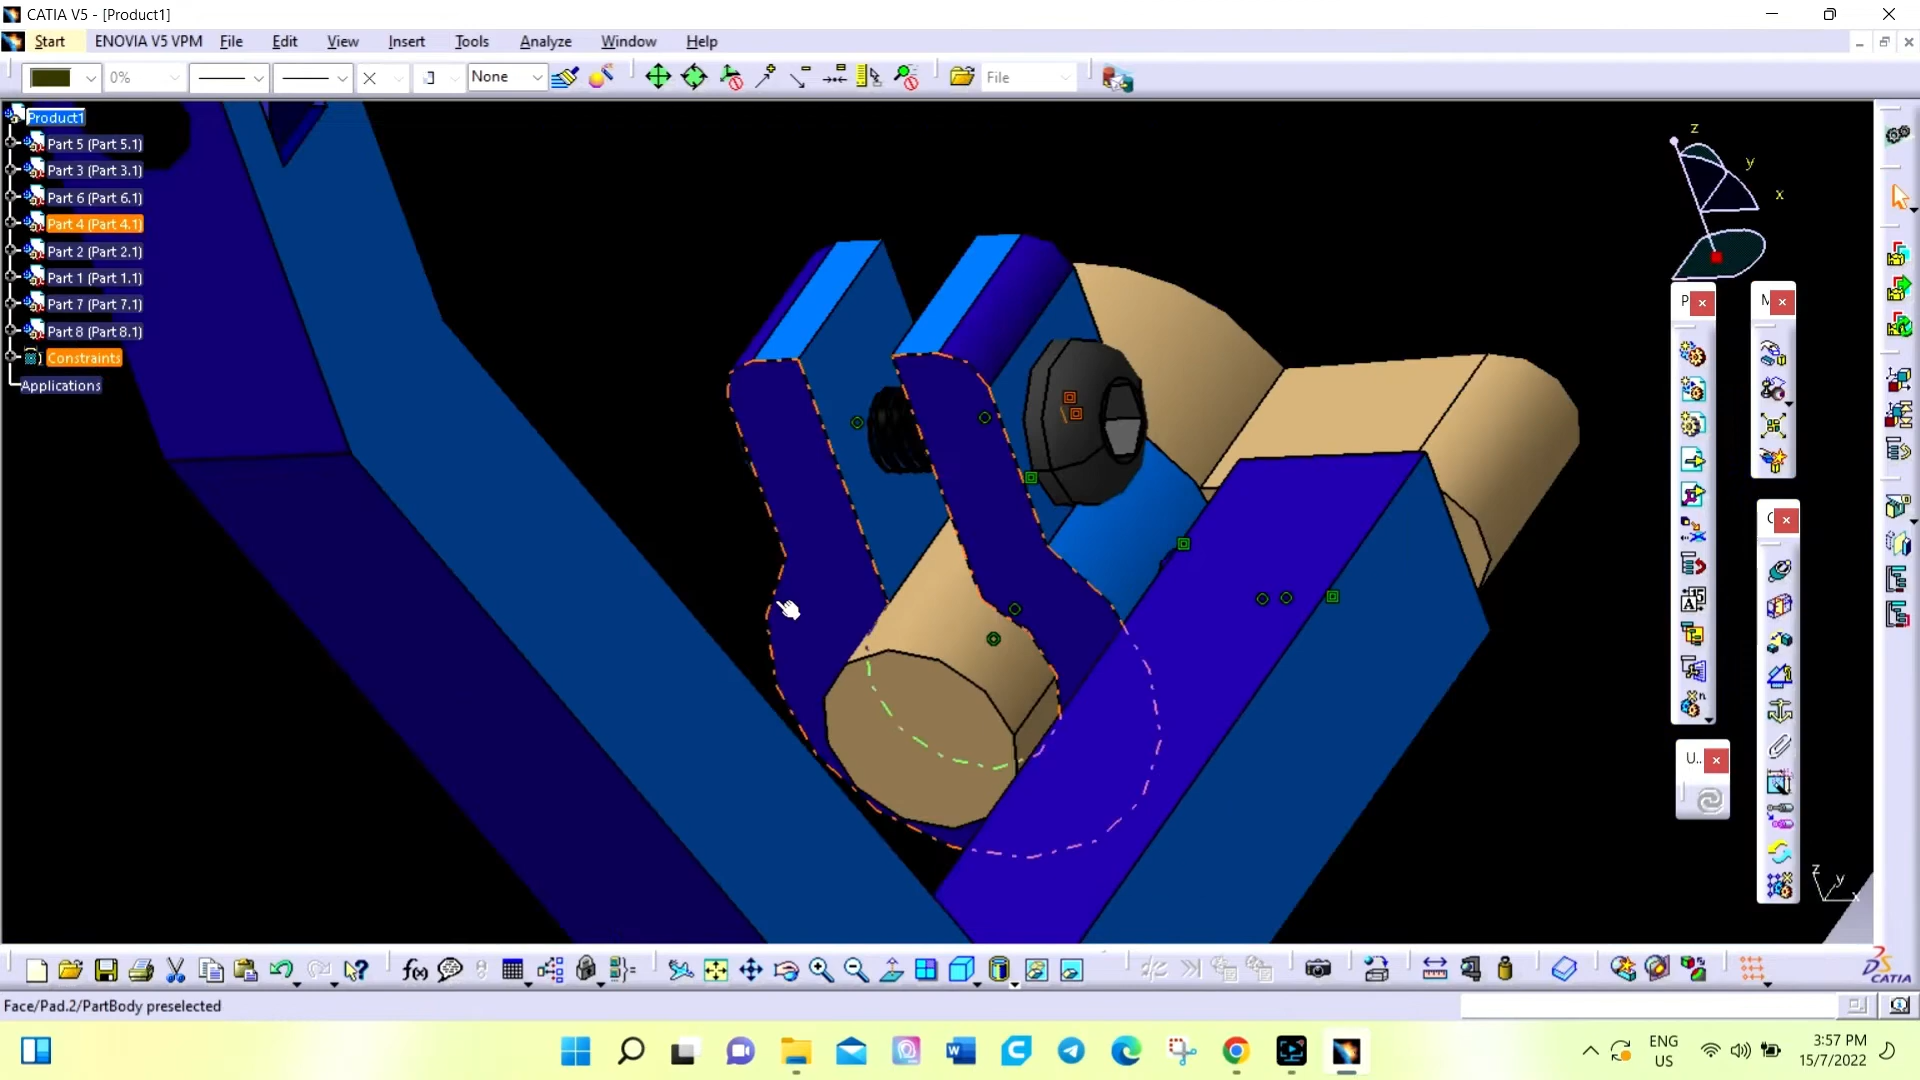 CATIA V5 - [Product1]
Start ENOVIA V5 VPM File Edit View Insert Tools Analyze Window Help
0% None File
Product1
Part 5 (Part 5.1)
Part 3 (Part 3.1)
Part 6 (Part 6.1)
Part 4 (Part 4.1)
Part 2 (Part 2.1)
Part 1 (Part 1.1)
Part 7 (Part 7.1)
Part 8 (Part 8.1)
Constraints
Applications
z
y
x
P
U..
z
y
x
f(x)
CATIA
Face/Pad.2/PartBody preselected
ENG
US
3:57 PM
15/7/2022